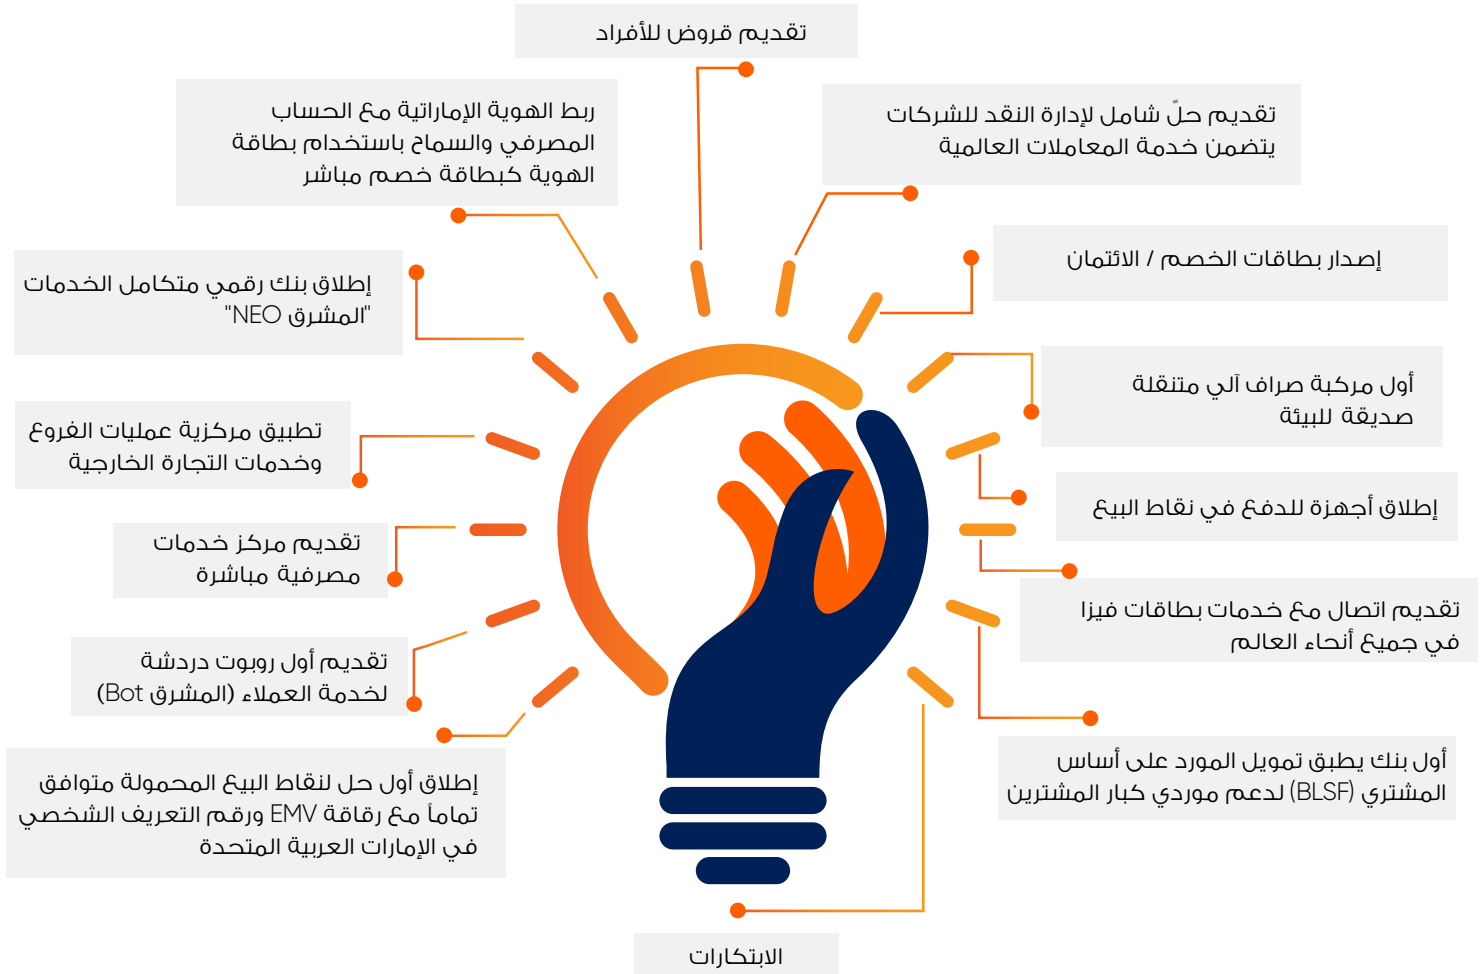 تقديم قروض للأفراد
تقديم حلّ شامل لإدارة النقد للشركات
يتضمن خدمة المعاملات العالمية
إصدار بطاقات الخصم / الائتمان
أول مركبة صراف آلي متنقلة
صديقة للبيئة
إطلاق أجهزة للدفع في نقاط البيع
تقديم اتصال مع خدمات بطاقات فيزا
في جميع أنحاء العالم
أول بنك يطبق تمويل المورد على أساس
المشتري (BLSF) لدعم موردي كبار المشترين
ربط الهوية الإماراتية مع الحساب
المصرفي والسماح باستخدام بطاقة
الهوية كبطاقة خصم مباشر
إطلاق بنك رقمي متكامل الخدمات
"المشرق NEO"
تطبيق مركزية عمليات الفروع
وخدمات التجارة الخارجية
تقديم مركز خدمات
مصرفية مباشرة
تقديم أول روبوت دردشة
لخدمة العملاء (المشرق Bot)
إطلاق أول حل لنقاط البيع المحمولة متوافق
تماماً مع رقاقة EMV ورقم التعريف الشخصي
في الإمارات العربية المتحدة
الابتكارات